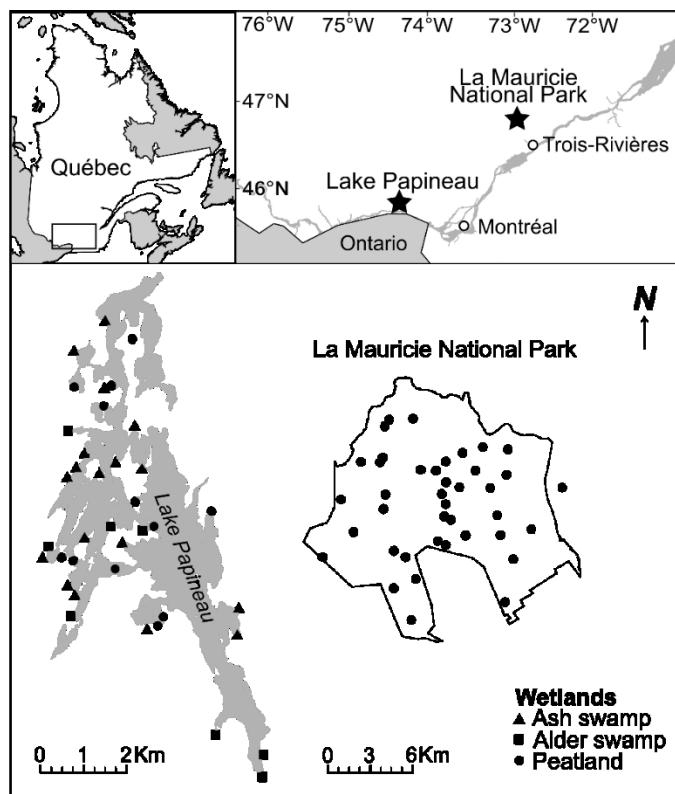 76°W 75°W 74°W 73°W 72°W
47°N
46°N
Québec
La Mauricie
National Park
Trois-Rivières
Lake Papineau
Montréal
Ontario
N
La Mauricie National Park
Lake Papineau
Wetlands
Ash swamp
Alder swamp
Peatland
0 1 2Km
0 3 6Km